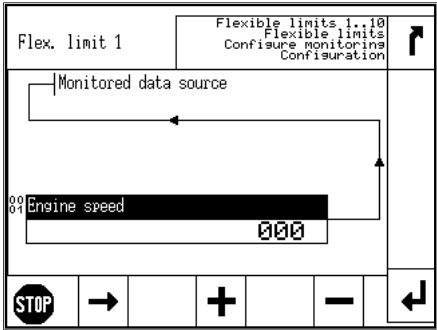 Flex. limit 1
Flexible limits 1..10
Flexible limits
Configure monitoring
Configuration
Monitored data source
00
01
Engine speed
000
STOP
+
−